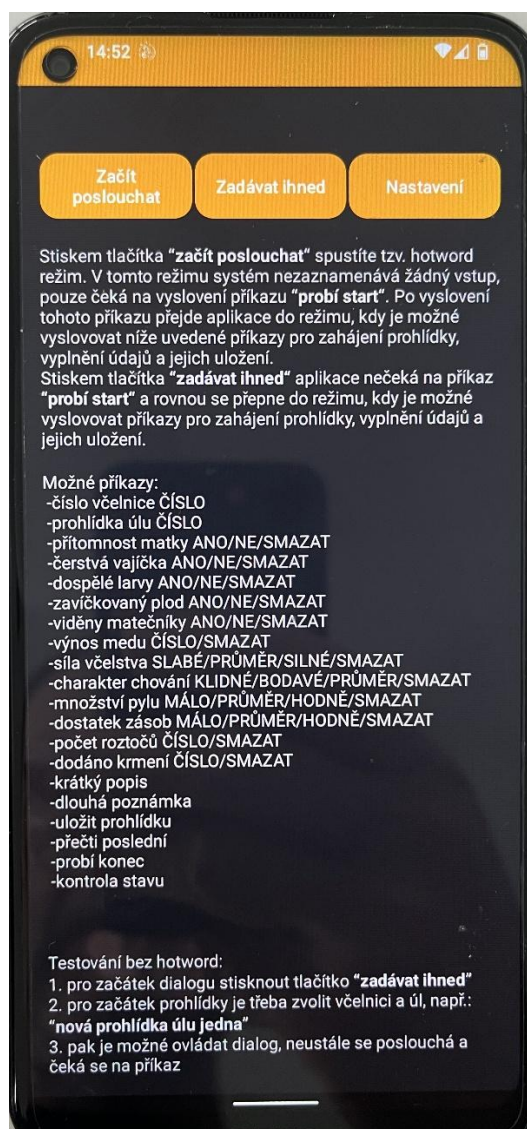 14:52
Začít
poslouchat
Zadávat ihned
Nastavení
Stiskem tlačítka “začít poslouchat“ spustíte tzv. hotword
režim. V tomto režimu systém nezaznamenává žádný vstup,
pouze čeká na vyslovení příkazu “probí start“. Po vyslovení
tohoto příkazu přejde aplikace do režimu, kdy je možné
vyslovovat níže uvedené příkazy pro zahájení prohlídky,
vyplnění údajů a jejich uložení.
Stiskem tlačítka “zadávat ihned“ aplikace nečeká na příkaz
“probí start“ a rovnou se přepne do režimu, kdy je možné
vyslovovat příkazy pro zahájení prohlídky, vyplnění údajů a
jejich uložení.
Možné příkazy:
-číslo včelnice ČÍSLO
-prohlídka úlu ČÍSLO
-přítomnost matky ANO/NE/SMAZAT
-čerstvá vajíčka ANO/NE/SMAZAT
-dospělé larvy ANO/NE/SMAZAT
-zavíčkovaný plod ANO/NE/SMAZAT
-viděny matečníky ANO/NE/SMAZAT
-výnos medu ČÍSLO/SMAZAT
-síla včelstva SLABÉ/PRŮMĚR/SILNÉ/SMAZAT
-charakter chování KLIDNÉ/BODAVÉ/PRŮMĚR/SMAZAT
-množství pylu MÁLO/PRŮMĚR/HODNĚ/SMAZAT
-dostatek zásob MÁLO/PRŮMĚR/HODNĚ/SMAZAT
-počet roztočů ČÍSLO/SMAZAT
-dodáno krmení ČÍSLO/SMAZAT
-krátký popis
-dlouhá poznámka
-uložit prohlídku
-přečti poslední
-probí konec
-kontrola stavu
Testování bez hotword:
1. pro začátek dialogu stisknout tlačítko “zadávat ihned”
2. pro začátek prohlídky je třeba zvolit včelnici a úl, např.:
“nová prohlídka úlu jedna”
3. pak je možné ovládat dialog, neustále se poslouchá a
čeká se na příkaz